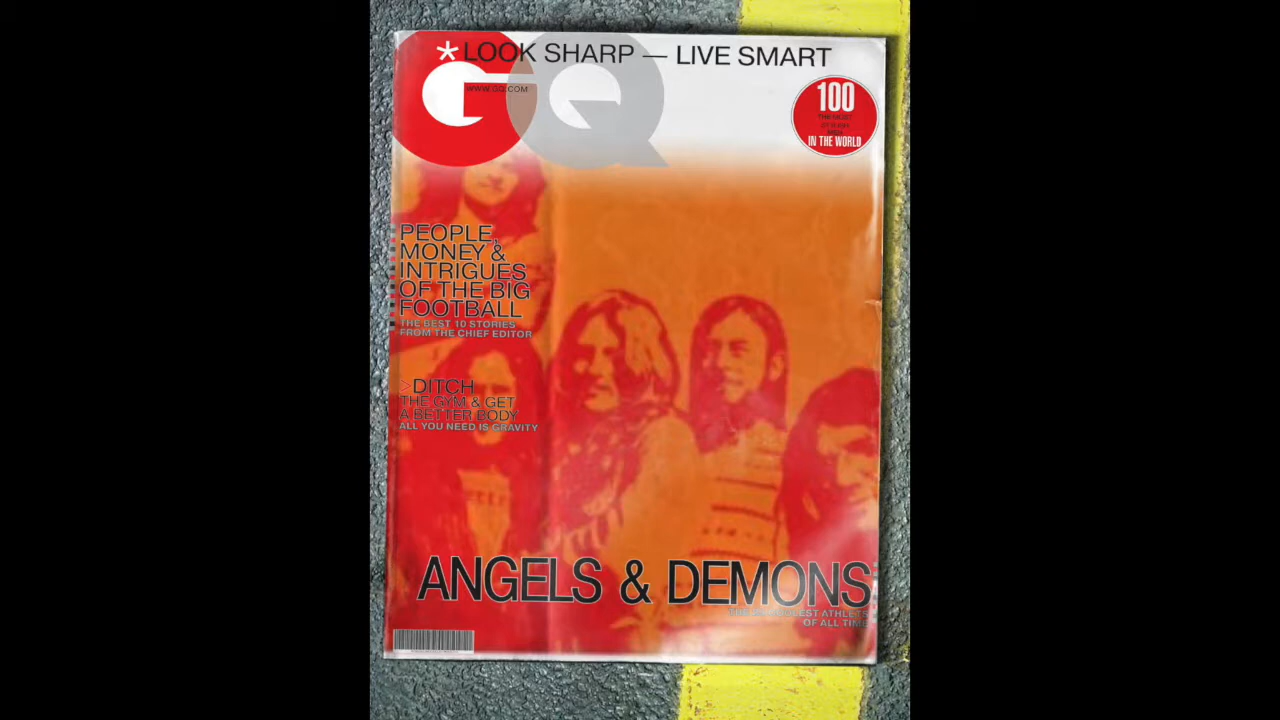 GQ
*LOOK SHARP — LIVE SMART
WWW.GQ.COM
100
THE MOST
IN THE WORLD
PEOPLE,
MONEY &
INTRIGUES
OF THE BIG
FOOTBALL
THE BEST 10 STORIES
FROM THE CHIEF EDITOR
>DITCH
THE GYM & GET
A BETTER BODY
ALL YOU NEED IS GRAVITY
ANGELS & DEMONS
OF ALL TIME